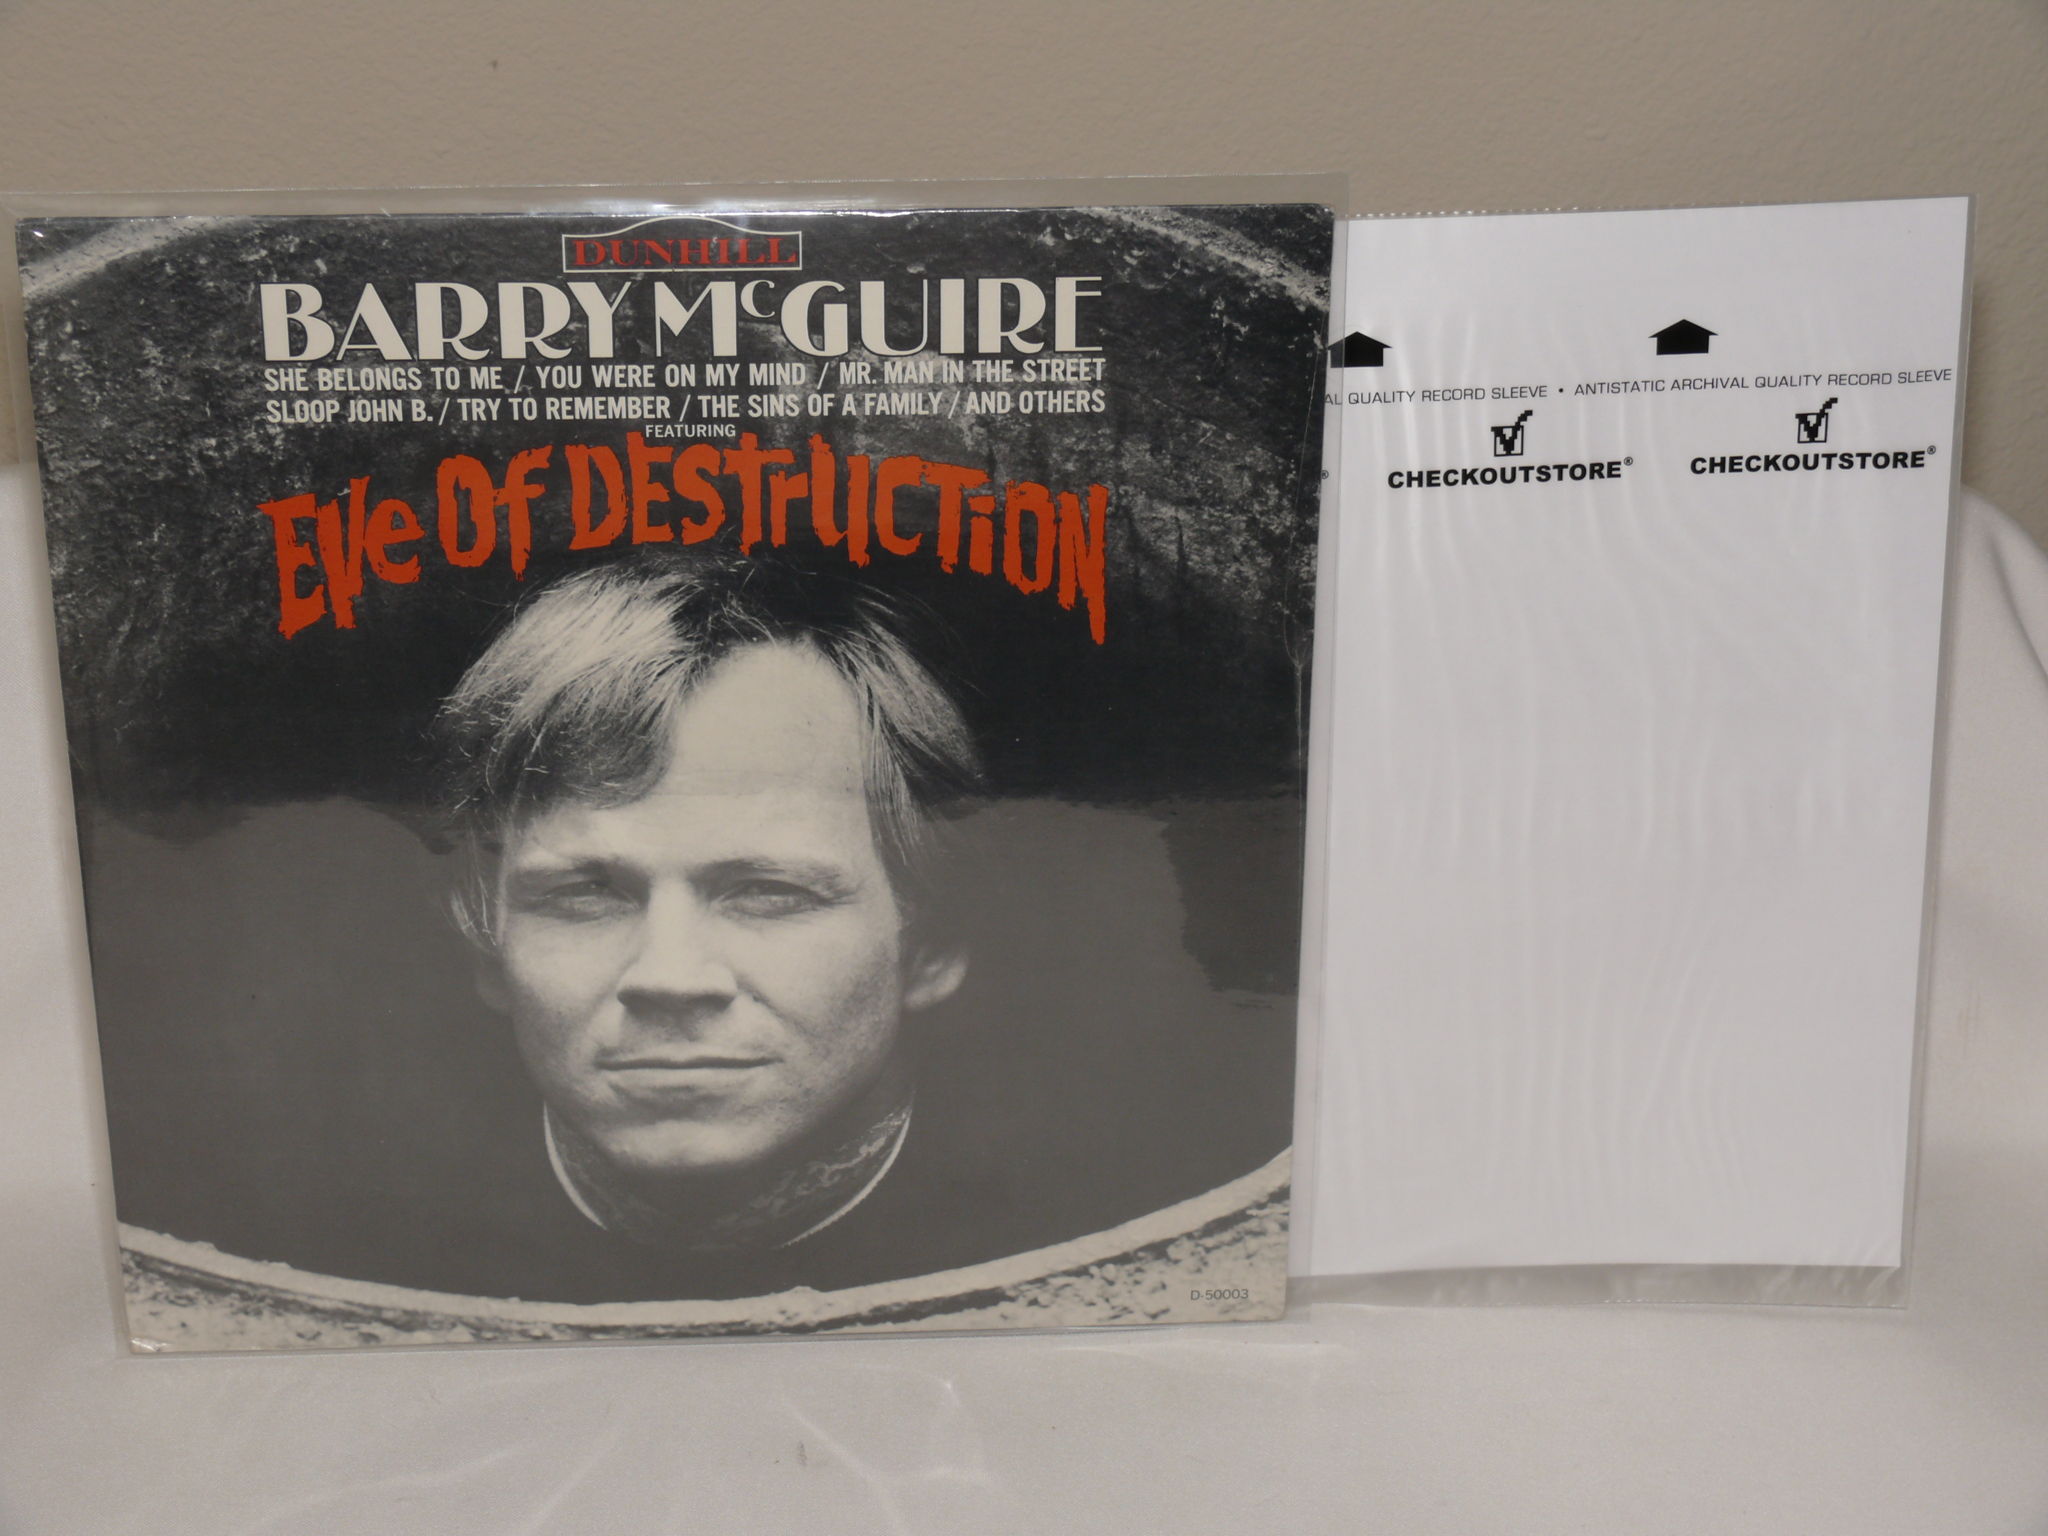 DUNHILL
BARRY McGUIRE
SHE BELONGS TO ME / YOU WERE ON MY MIND / MR. MAN IN THE STREET
SLOOP JOHN B. / TRY TO REMEMBER / THE SINS OF A FAMILY / AND OTHERS
FEATURING
EVe Of DESTrUCTiON
D-50003
AL QUALITY RECORD SLEEVE • ANTISTATIC ARCHIVAL QUALITY RECORD SLEEVE
® CHECKOUTSTORE® CHECKOUTSTORE®